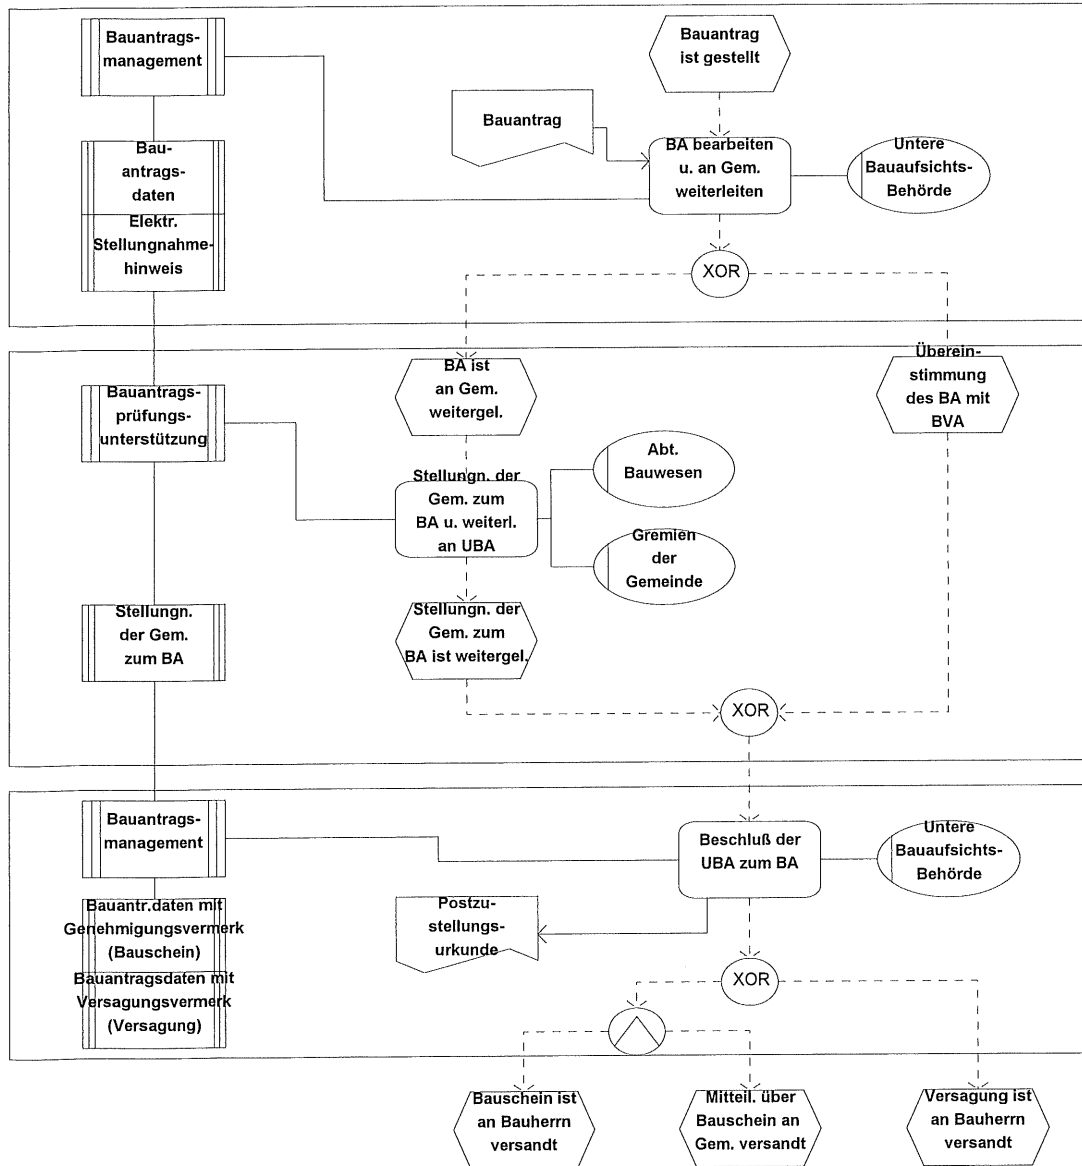 Bauantrags-
management
Bauantrag
ist gestellt
Bauantrag
BA bearbeiten
u. an Gem.
weiterleiten
Untere
Bauaufsichts-
Behörde
Bau-
antrags-
daten
Elektr.
Stellungnahme-
hinweis
XOR
Bauantrags-
prüfungs-
unterstützung
BA ist
an Gem.
weitergel.
Überein-
stimmung
des BA mit
BVA
Stellungn. der
Gem. zum
BA u. weiterl.
an UBA
Abt.
Bauwesen
Gremien
der
Gemeinde
Stellungn.
der Gem.
zum BA
Stellungn. der
Gem. zum
BA ist weitergel.
XOR
Bauantrags-
management
Beschluß der
UBA zum BA
Untere
Bauaufsichts-
Behörde
Bauantr.daten mit
Genehmigungsvermerk
(Bauschein)
Bauantragsdaten mit
Versagungsvermerk
(Versagung)
Postzu-
stellungs-
urkunde
XOR
Bauschein ist
an Bauherrn
versandt
Mitteil. über
Bauschein an
Gem. versandt
Versagung ist
an Bauherrn
versandt